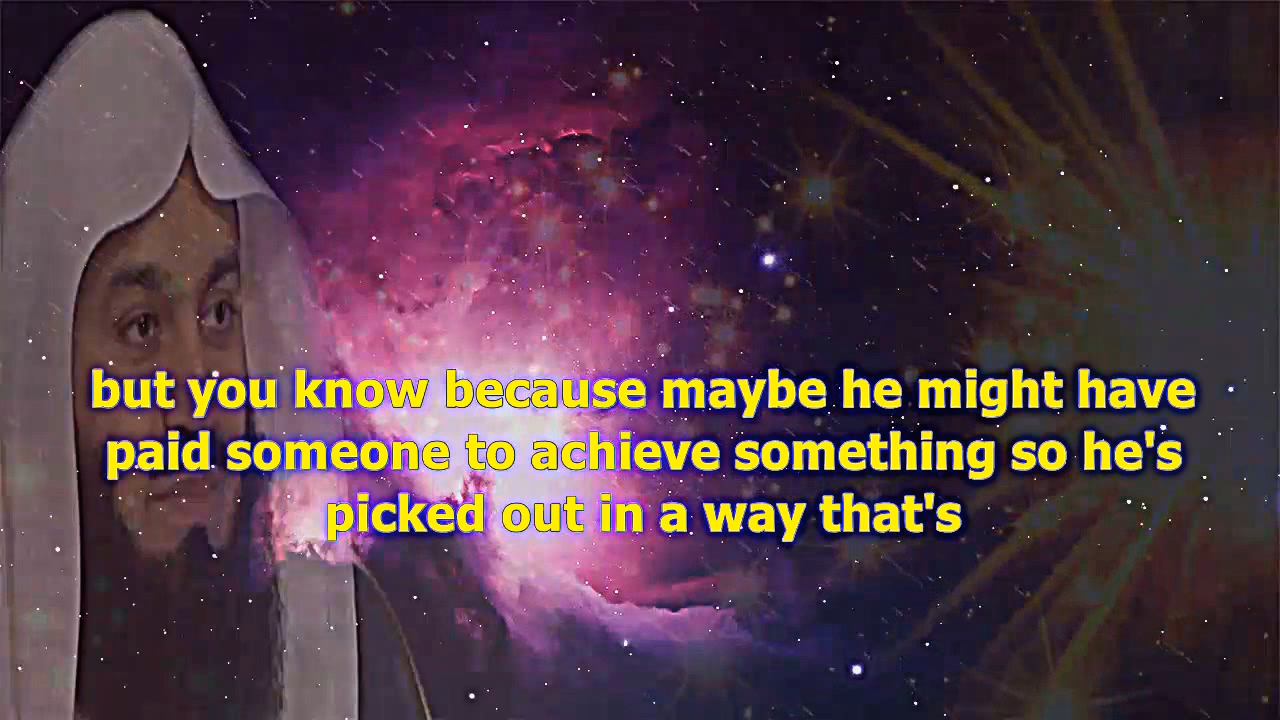 but you know because maybe he might have
paid someone to achieve something so he's
picked out in a way that's